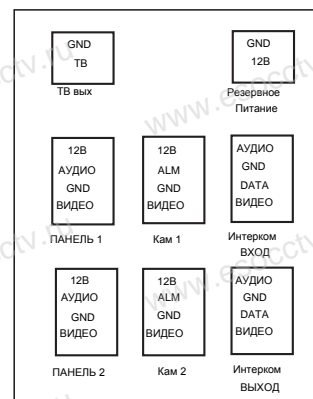 GND
ТВ
ТВ вых
GND
12В
Резервное
Питание
12В
АУДИО
GND
ВИДЕО
ПАНЕЛЬ 1
12В
ALM
GND
ВИДЕО
Кам 1
АУДИО
GND
DATA
ВИДЕО
Интерком
ВХОД
12В
АУДИО
GND
ВИДЕО
ПАНЕЛЬ 2
12В
ALM
GND
ВИДЕО
Кам 2
АУДИО
GND
DATA
ВИДЕО
Интерком
ВЫХОД